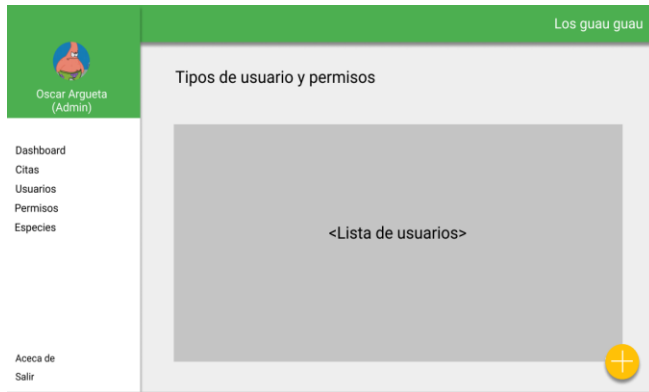 Los guau guau
Oscar Argueta
(Admin)
Tipos de usuario y permisos
Dashboard
Citas
Usuarios
Permisos
Especies
<Lista de usuarios>
Aceca de
Salir